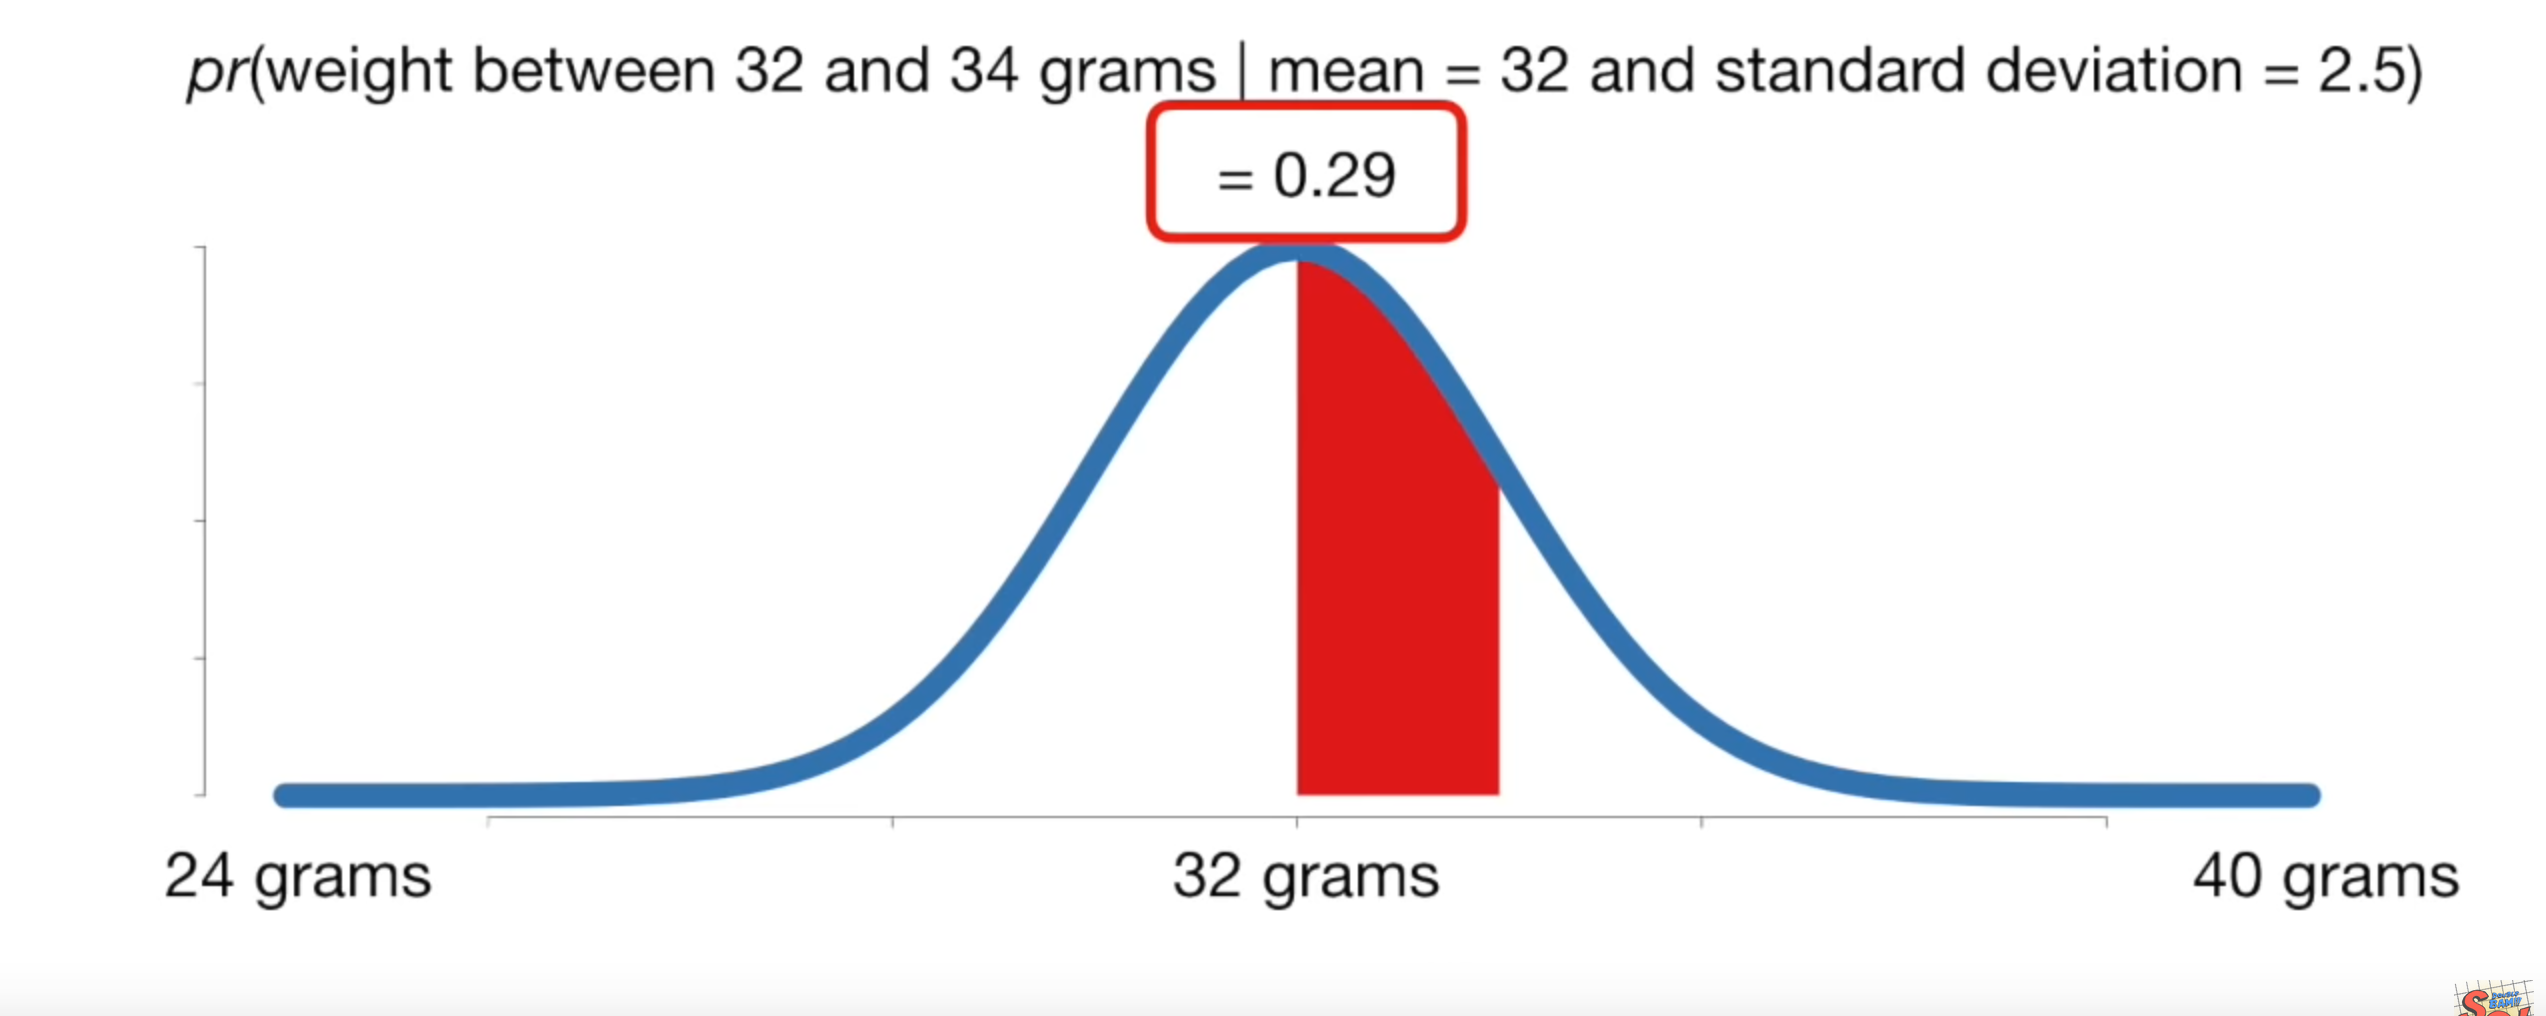 pr(weight between 32 and 34 grams | mean = 32 and standard deviation = 2.5)
= 0.29
24 grams
32 grams
40 grams